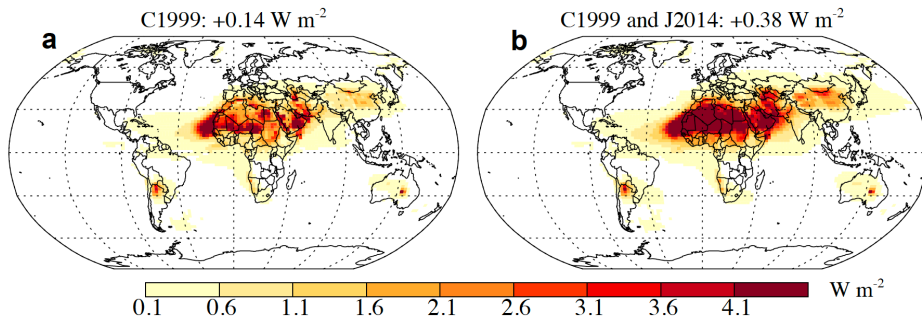 a
C1999: +0.14 W m⁻²
b
C1999 and J2014: +0.38 W m⁻²
0.1 0.6 1.1 1.6 2.1 2.6 3.1 3.6 4.1
W m⁻²